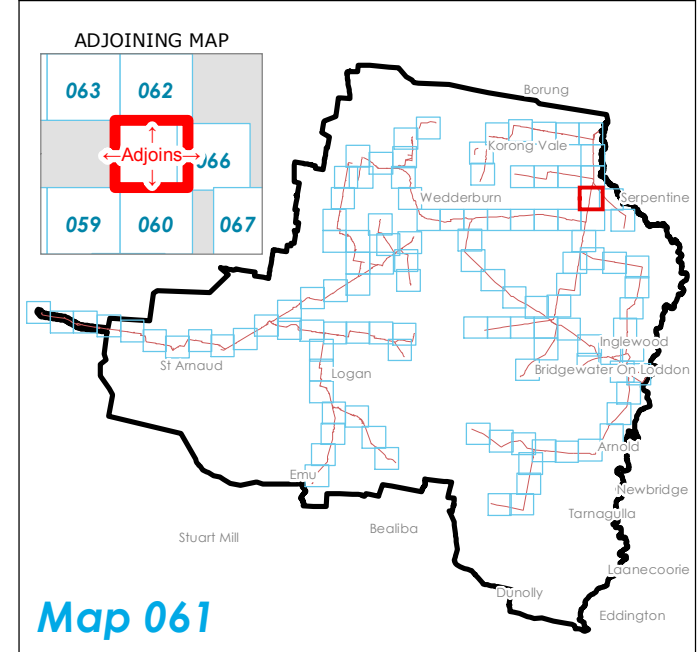 ADJOINING MAP
063 062
←Adjoins→ 066
059 060 067
Borung
Korong Vale
Wedderburn
Serpentine
Inglewood
St Arnaud
Logan
Bridgewater On Loddon
Arnold
Emu
Newbridge
Tarnagulla
Bealiba
Stuart Mill
Laanecoorie
Dunolly
Eddington
Map 061